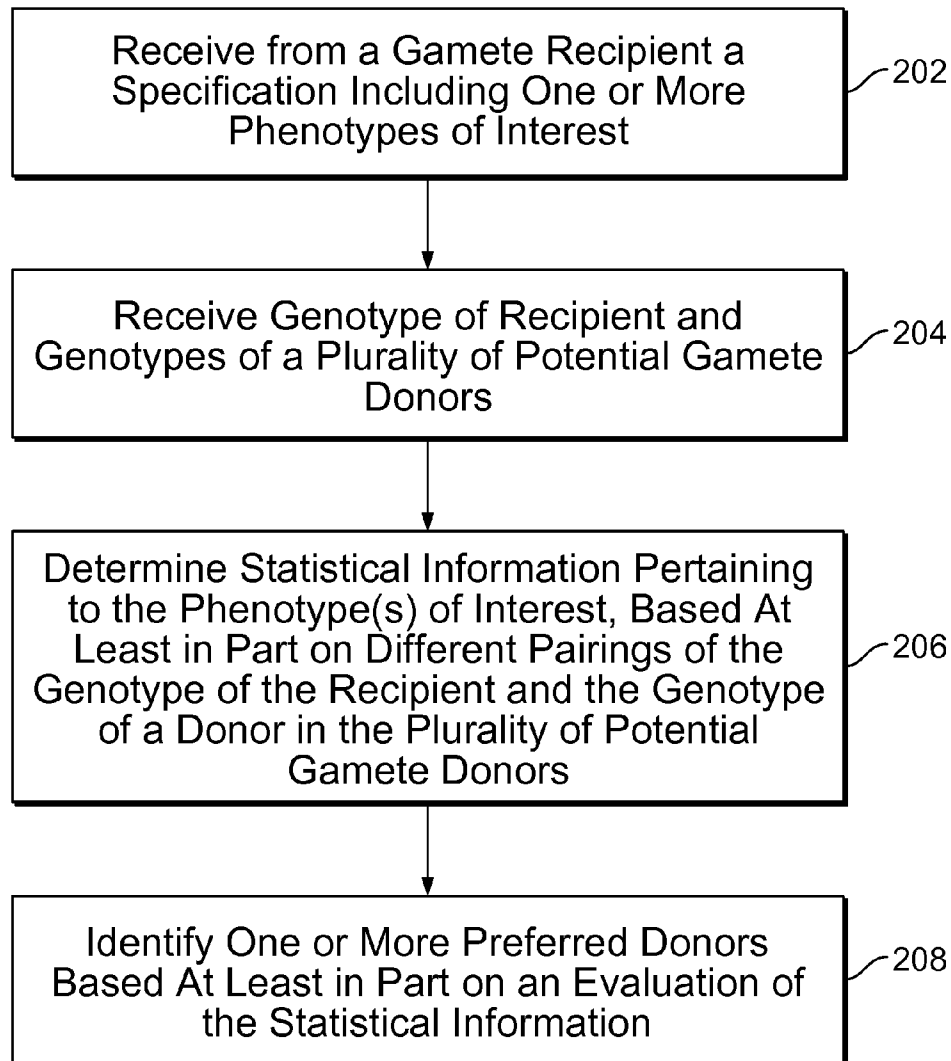 Receive from a Gamete Recipient a
Specification Including One or More
Phenotypes of Interest
202
Receive Genotype of Recipient and
Genotypes of a Plurality of Potential Gamete
Donors
204
Determine Statistical Information Pertaining
to the Phenotype(s) of Interest, Based At
Least in Part on Different Pairings of the
Genotype of the Recipient and the Genotype
of a Donor in the Plurality of Potential
Gamete Donors
206
Identify One or More Preferred Donors
Based At Least in Part on an Evaluation of
the Statistical Information
208